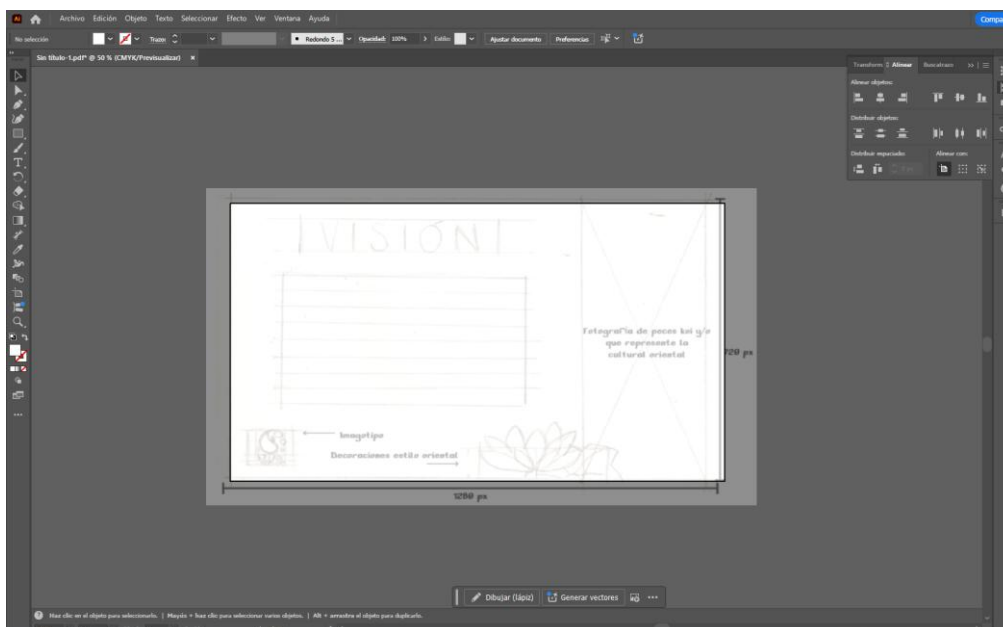 Ai Archivo Edición Objeto Texto Seleccionar Efecto Ver Ventana Ayuda
No selección Trazo: Redondo 5 ... Opacidad: 100% Estilo: Ajustar documento Preferencias
Sin título-1.pdf* @ 50 % (CMYK/Previsualizar) ×
Transform Alinear Buscatrazo
Alinear objetos:
Distribuir objetos:
Distribuir espaciado: Alinear con:
VISIÓN
Fotografía de peces koi y/o
que represente la
cultural oriental
720 px
Imagotipo
Decoraciones estilo oriental
1280 px
Dibujar (lápiz) Generar vectores
Haz clic en el objeto para seleccionarlo. | Mayús + haz clic para seleccionar varios objetos. | Alt + arrastra el objeto para duplicarlo.